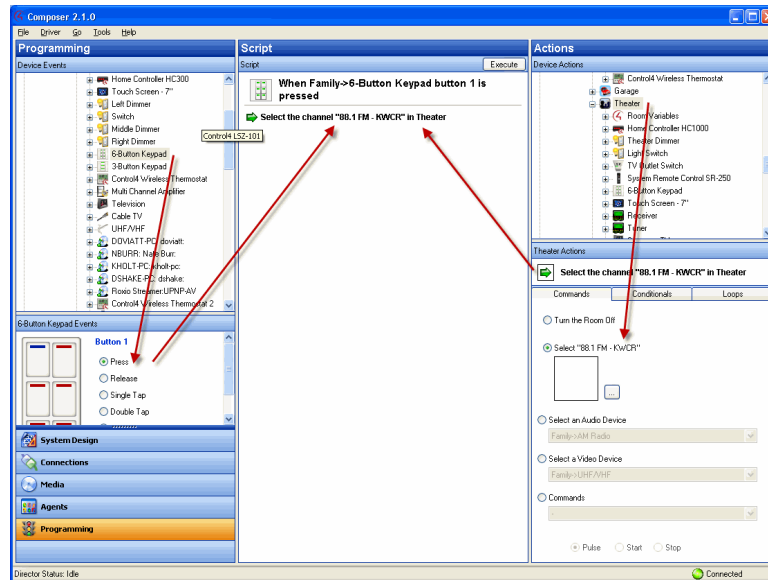 Composer 2.1.0
File Driver Go Tools Help
Programming
Device Events
Home Controller HC300
Touch Screen - 7"
Left Dimmer
Switch
Middle Dimmer
Right Dimmer
6-Button Keypad
3-Button Keypad
Control4 Wireless Thermostat
Multi Channel Amplifier
Television
Cable TV
UHF/VHF
DOVIATT-PC: doviatt:
NBURR: Nate Burr:
KHOLT-PC: kholt-pc:
DSHAKE-PC: dshake:
Roxio Streamer:UPNP-AV
Control4 Wireless Thermostat 2
Control4 LSZ-101
6-Button Keypad Events
Button 1
Press
Release
Single Tap
Double Tap
System Design
Connections
Media
Agents
Programming
Script
Script
Execute
When Family->6-Button Keypad button 1 is
pressed
Select the channel "88.1 FM - KWCR" in Theater
Actions
Device Actions
Control4 Wireless Thermostat
Garage
Theater
Room Variables
Home Controller HC1000
Theater Dimmer
Light Switch
TV Outlet Switch
System Remote Control SR-250
6-Button Keypad
Touch Screen - 7"
Receiver
Tuner
Theater Actions
Select the channel "88.1 FM - KWCR" in Theater
Commands Conditionals Loops
Turn the Room Off
Select "88.1 FM - KWCR"
...
Select an Audio Device
Family->AM Radio
Select a Video Device
Family->UHF/VHF
Commands
-
Pulse Start Stop
Director Status: Idle
Connected